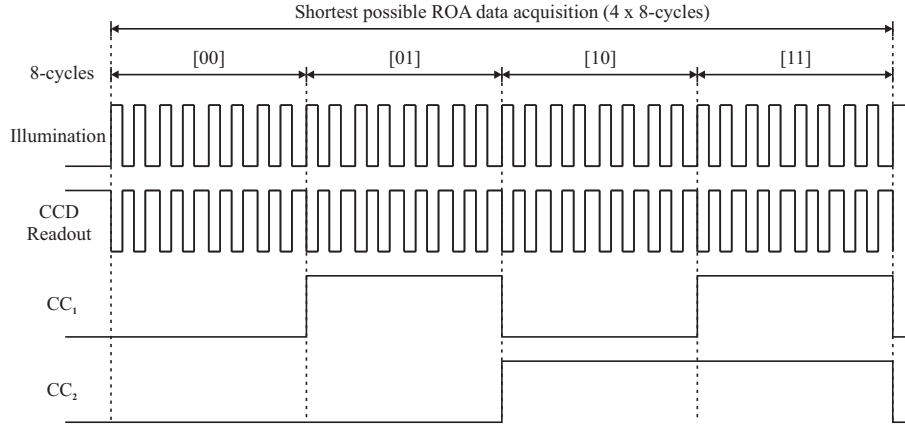 Shortest possible ROA data acquisition (4 x 8-cycles)
8-cycles [00] [01] [10] [11]
Illumination
CCD
Readout
CC₁
CC₂